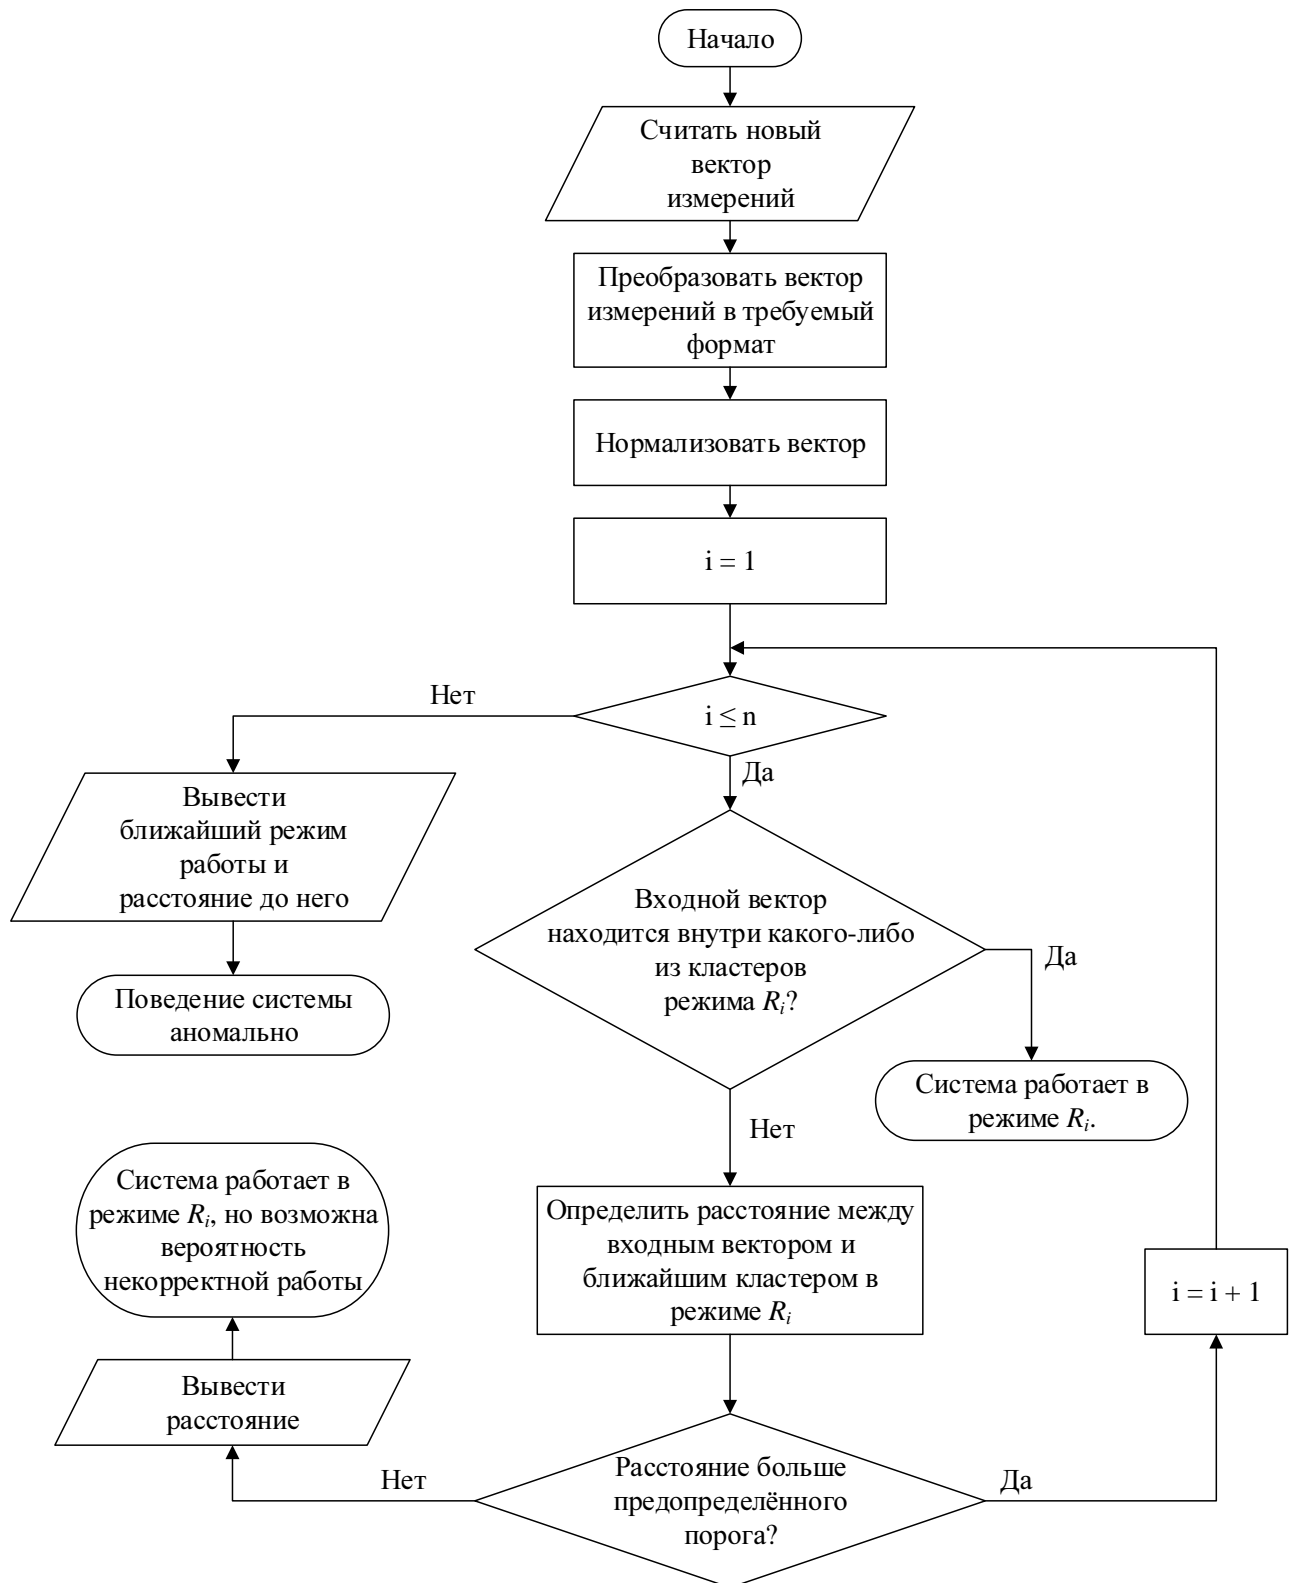 Начало
Считать новый
вектор
измерений
Преобразовать вектор
измерений в требуемый
формат
Нормализовать вектор
i = 1
Нет
i ≤ n
Да
Вывести
ближайший режим
работы и
расстояние до него
Входной вектор
находится внутри какого-либо
из кластеров
режима Ri?
Да
Поведение системы
аномально
Система работает в
режиме Ri.
Нет
Система работает в
режиме Ri, но возможна
вероятность
некорректной работы
Определить расстояние между
входным вектором и
ближайшим кластером в
режиме Ri
i = i + 1
Вывести
расстояние
Нет
Расстояние больше
предопределённого
порога?
Да